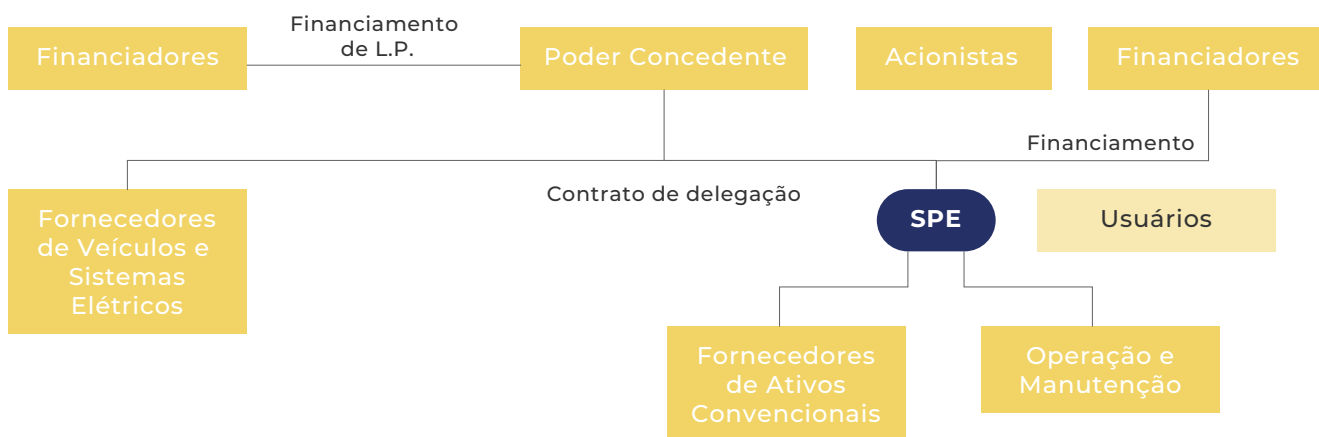 Financiadores
Financiamento
de L.P.
Poder Concedente
Acionistas
Financiadores
Financiamento
Contrato de delegação
Fornecedores
de Veículos e
Sistemas
Elétricos
SPE
Usuários
Fornecedores
de Ativos
Convencionais
Operação e
Manutenção